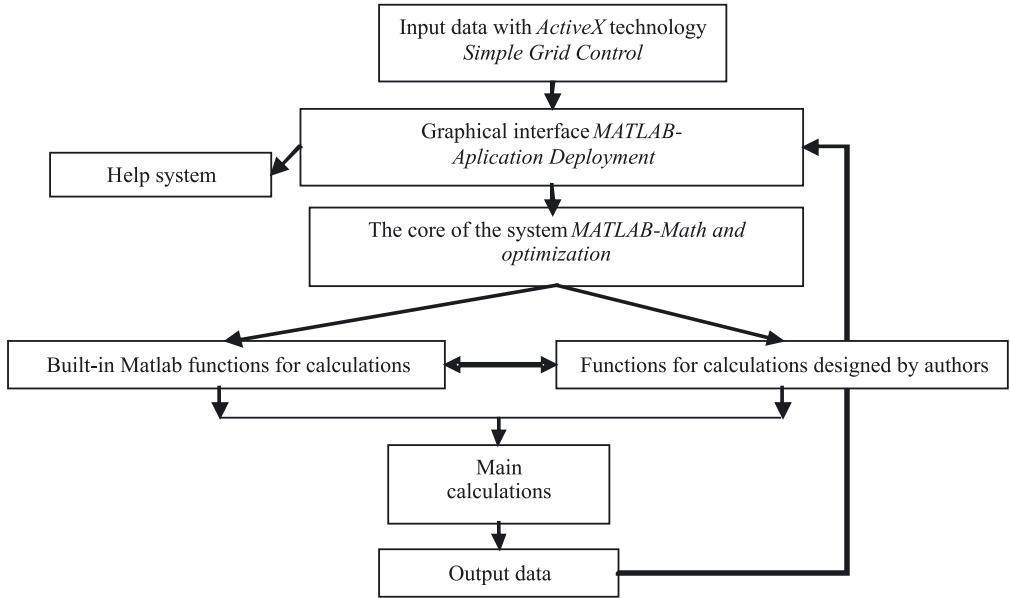 Input data with ActiveX technology
Simple Grid Control
Graphical interface MATLAB-
Aplication Deployment
Help system
The core of the system MATLAB-Math and
optimization
Built-in Matlab functions for calculations
Functions for calculations designed by authors
Main
calculations
Output data